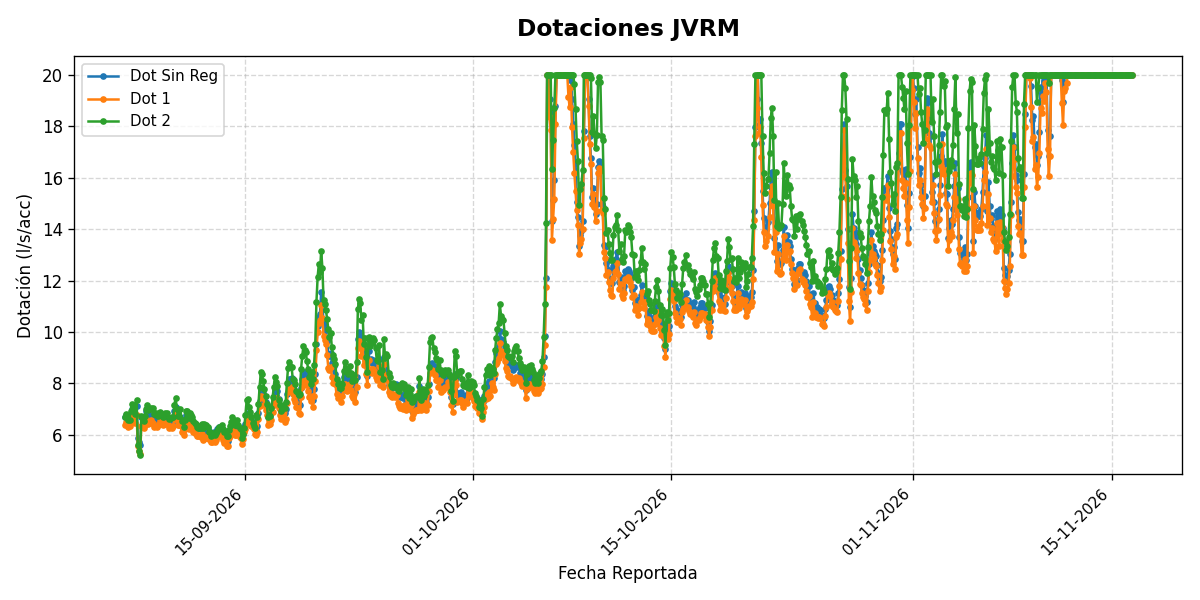 Dotaciones JVRM
Dot Sin Reg
Dot 1
Dot 2
Dotación (l/s/acc)
20
18
16
14
12
10
8
6
15-09-2026
01-10-2026
15-10-2026
01-11-2026
15-11-2026
Fecha Reportada